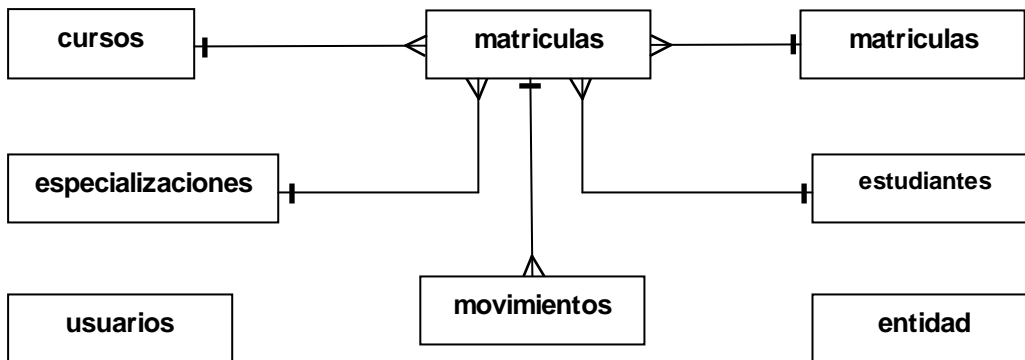 cursos
matriculas
matriculas
especializaciones
estudiantes
usuarios
movimientos
entidad